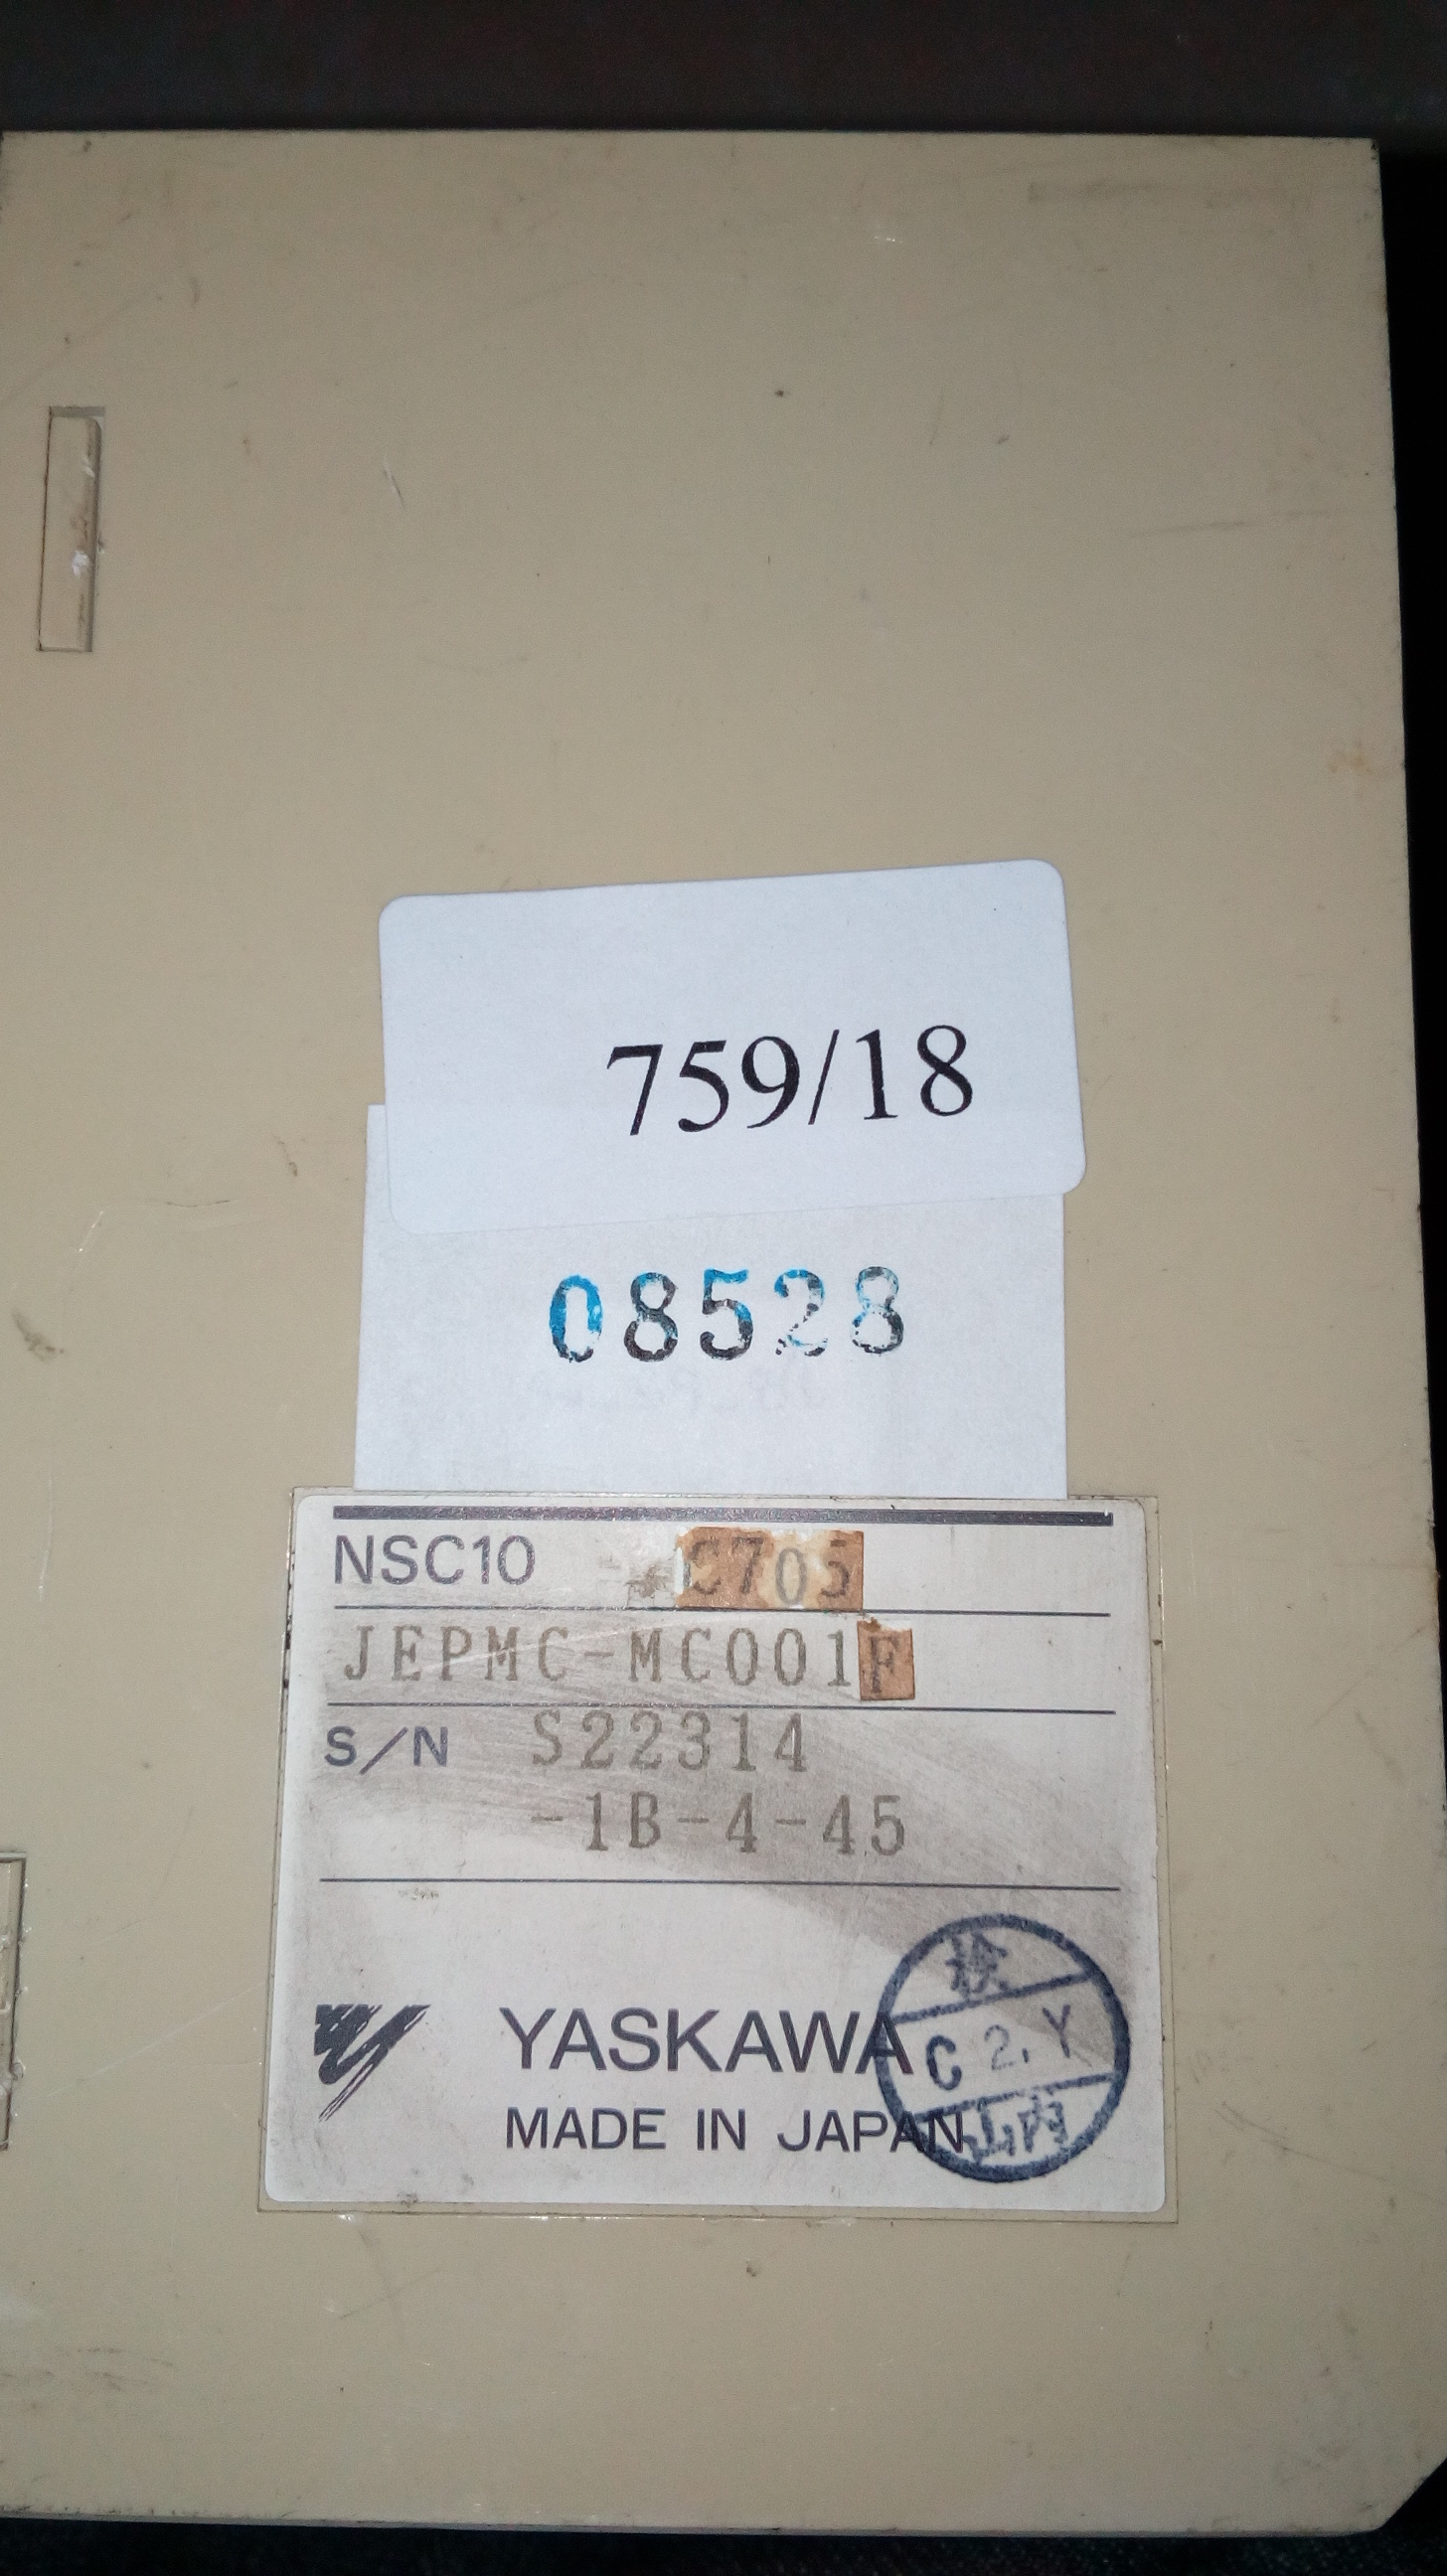 759/18
08528
NSC10 C705
JEPMC-MC001F
S/N S22314
-1B-4-45
YASKAWA
MADE IN JAPAN
検
C 2. Y
山内